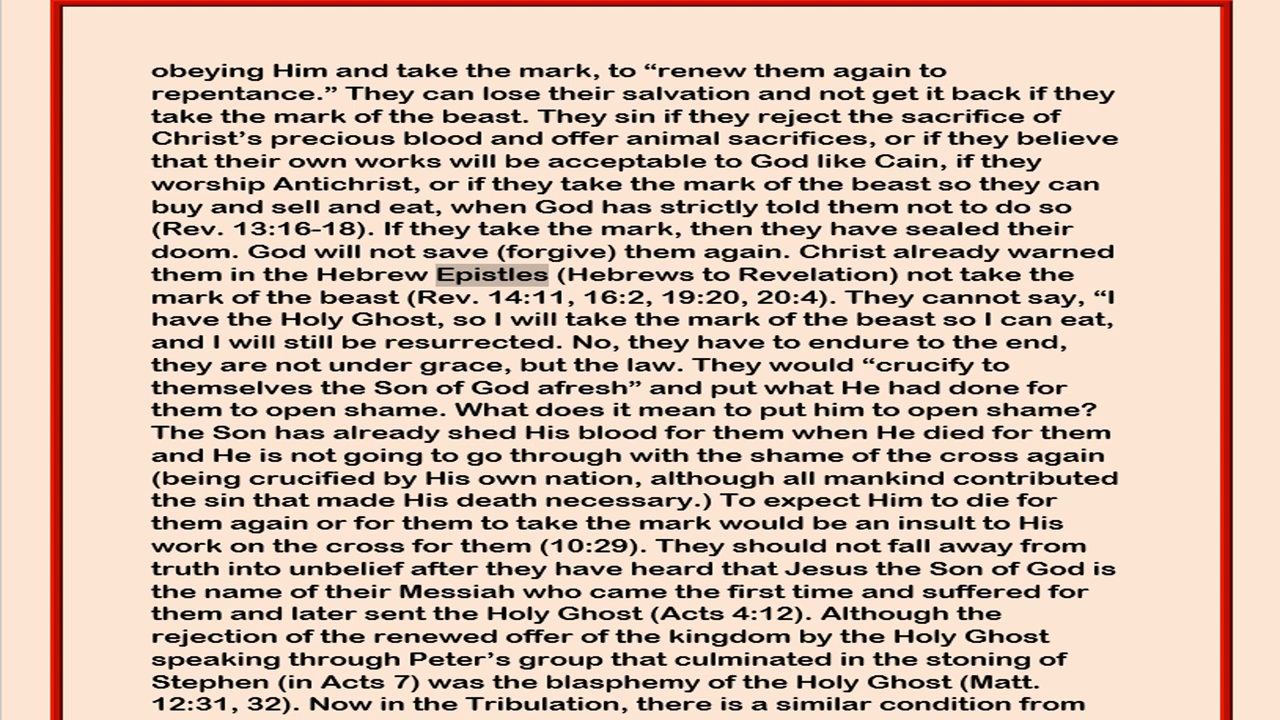 obeying Him and take the mark, to “renew them again to
repentance.” They can lose their salvation and not get it back if they
take the mark of the beast. They sin if they reject the sacrifice of
Christ’s precious blood and offer animal sacrifices, or if they believe
that their own works will be acceptable to God like Cain, if they
worship Antichrist, or if they take the mark of the beast so they can
buy and sell and eat, when God has strictly told them not to do so
(Rev. 13:16-18). If they take the mark, then they have sealed their
doom. God will not save (forgive) them again. Christ already warned
them in the Hebrew Epistles (Hebrews to Revelation) not take the
mark of the beast (Rev. 14:11, 16:2, 19:20, 20:4). They cannot say, “I
have the Holy Ghost, so I will take the mark of the beast so I can eat,
and I will still be resurrected. No, they have to endure to the end,
they are not under grace, but the law. They would “crucify to
themselves the Son of God afresh” and put what He had done for
them to open shame. What does it mean to put him to open shame?
The Son has already shed His blood for them when He died for them
and He is not going to go through with the shame of the cross again
(being crucified by His own nation, although all mankind contributed
the sin that made His death necessary.) To expect Him to die for
them again or for them to take the mark would be an insult to His
work on the cross for them (10:29). They should not fall away from
truth into unbelief after they have heard that Jesus the Son of God is
the name of their Messiah who came the first time and suffered for
them and later sent the Holy Ghost (Acts 4:12). Although the
rejection of the renewed offer of the kingdom by the Holy Ghost
speaking through Peter’s group that culminated in the stoning of
Stephen (in Acts 7) was the blasphemy of the Holy Ghost (Matt.
12:31, 32). Now in the Tribulation, there is a similar condition from